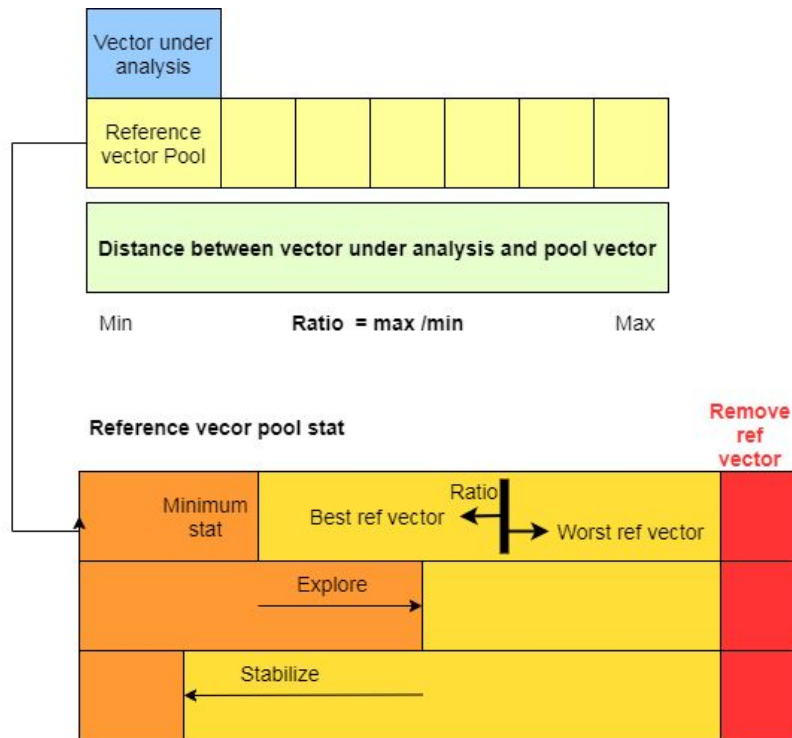 Vector under
analysis
Reference
vector Pool
Distance between vector under analysis and pool vector
Min
Ratio = max /min
Max
Reference vecor pool stat
Remove
ref
vector
Minimum
stat
Ratio
Best ref vector
Worst ref vector
Explore
Stabilize